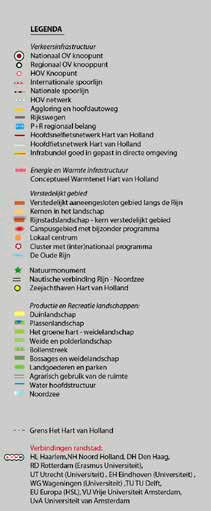 LEGENDA
Verkeersinfrastructuur
Nationaal OV knoopunt
Regionaal OV knooppunt
HOV Knoopunt
Internationale spoorlijn
Nationale spoorlijn
HOV netwerk
Aggloring en hoofdautoweg
Rijkswegen
P+R regionaal belang
Hoofdsnelfietsnetwerk Hart van Holland
Hoofdfietsnetwerk Hart van Holland
Infrabundel goed in gepast in directe omgeving
Energie en Warmte infrastructuur
Conceptueel Warmtenet Hart van Holland
Verstedelijkt gebied
Verstedelijkt aaneengesloten gebied langs de Rijn
Kernen in het landschap
Rijnstadslandschap - kern verstedelijkt gebied
Campusgebied met bijzonder programma
Lokaal centrum
Cluster met (inter)nationaal programma
De Oude Rijn
Natuurmonument
Nautische verbinding Rijn - Noordzee
Zeejachthaven Hart van Holland
Productie en Recreatie landschappen:
Duinlandschap
Plassenlandschap
Het groene hart - weidelandschap
Weide en polderlandschap
Bollenstreek
Bossages en weidelandschap
Landgoederen en parken
Agrarisch gebruik van de ruimte
Water hoofdstructuur
Noordzee
Grens Het Hart van Holland
Verbindingen randstad:
HL Haarlem,NH Noord Holland, DH Den Haag,
RD Rotterdam (Erasmus Universiteit),
UT Utrecht (Universiteit) , EH Eindhoven (Universiteit) ,
WG Wageningen (Universiteit) ,TU TU Delft,
EU Europa (HSL), VU Vrije Universiteit Amsterdam,
UvA Universiteit van Amsterdam